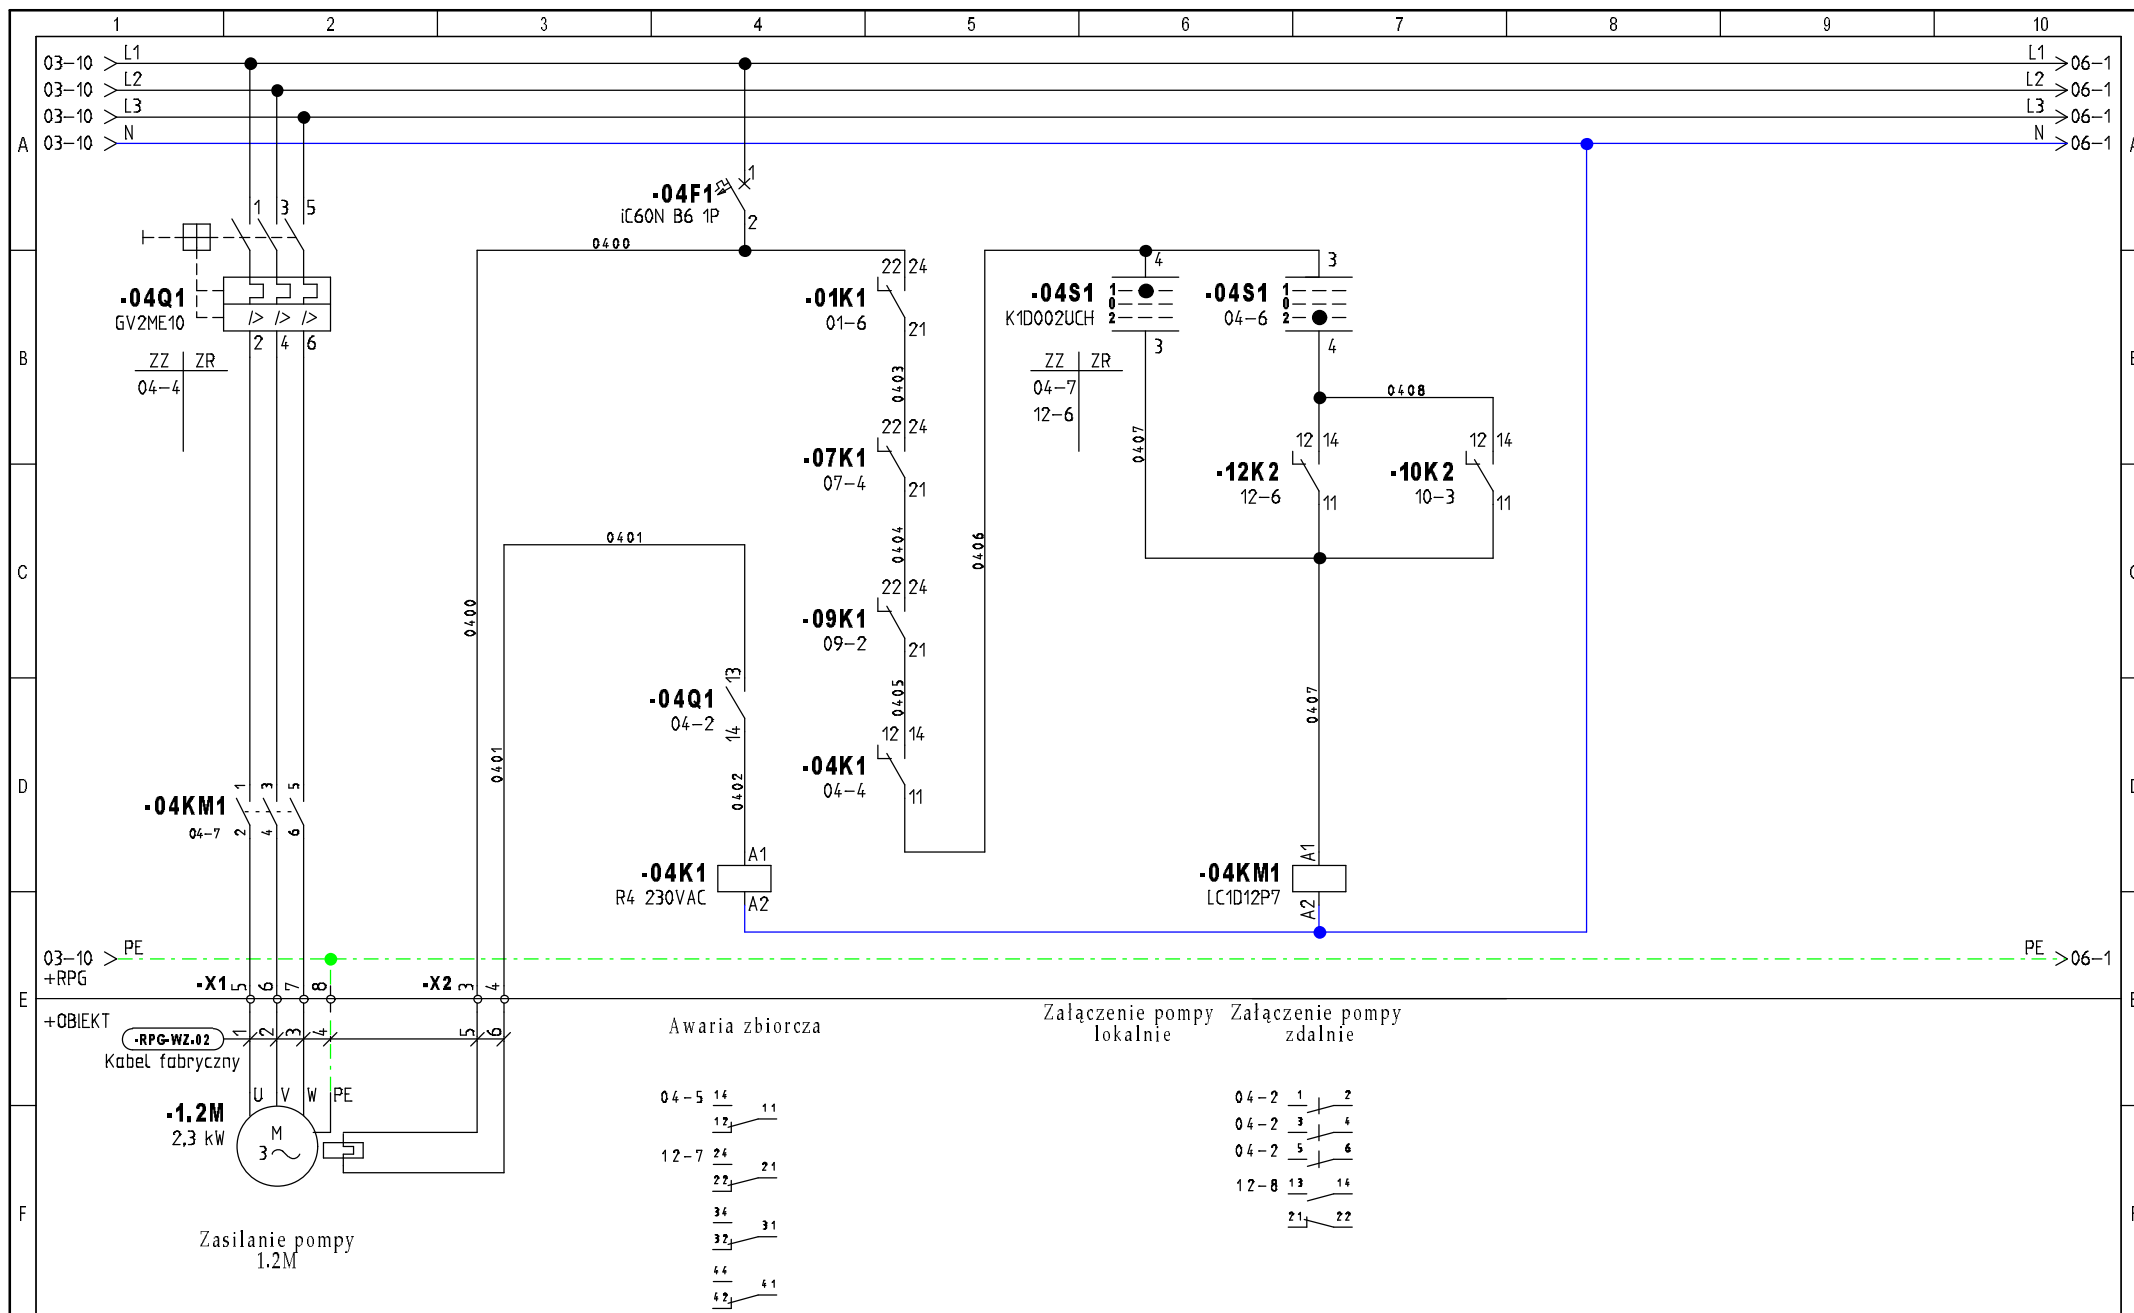 1 2 3 4 5 6 7 8 9 10
03-10 L1 L1 06-1
03-10 L2 L2 06-1
03-10 L3 L3 06-1
A 03-10 N N 06-1
-04F1 1
iC60N B6 1P 2
1 3 5
0400
-04Q1
GV2ME10
2 4 6
ZZ ZR
04-4
22 24
-01K1
01-6
21
0403
22 24
-07K1
07-4
21
0404
22 24
-09K1
09-2
21
0405
12 14
-04K1
04-4
11
0406
4
-04S1 1
0
K1D002UCH 2
3
ZZ ZR
04-7
12-6
0407
3
-04S1 1
0
04-6 2
4
0408
12 14
-12K2
12-6
11
12 14
-10K2
10-3
11
B
C
0401
0400
0401
13
-04Q1
04-2
14
0402
0407
D
1 3 5
-04KM1
04-7 2 4 6
A1
-04K1
R4 230VAC
A2
A1
-04KM1
LC1D12P7
A2
03-10 PE PE 06-1
+RPG
-X1 5 6 7 8 -X2 3 4
E
+OBIEKT
-RPG-WZ.02 1 2 3 4 5 6
Kabel fabryczny
U V W PE
-1.2M
2,3 kW
M
3
Zasilanie pompy
1.2M
Awaria zbiorcza
Załączenie pompy
lokalnie
Załączenie pompy
zdalnie
04-5 14
11
12
12-7 24
21
22
34
31
32
44
41
42
04-2 1 2
04-2 3 4
04-2 5 6
12-8 13 14
21 22
F